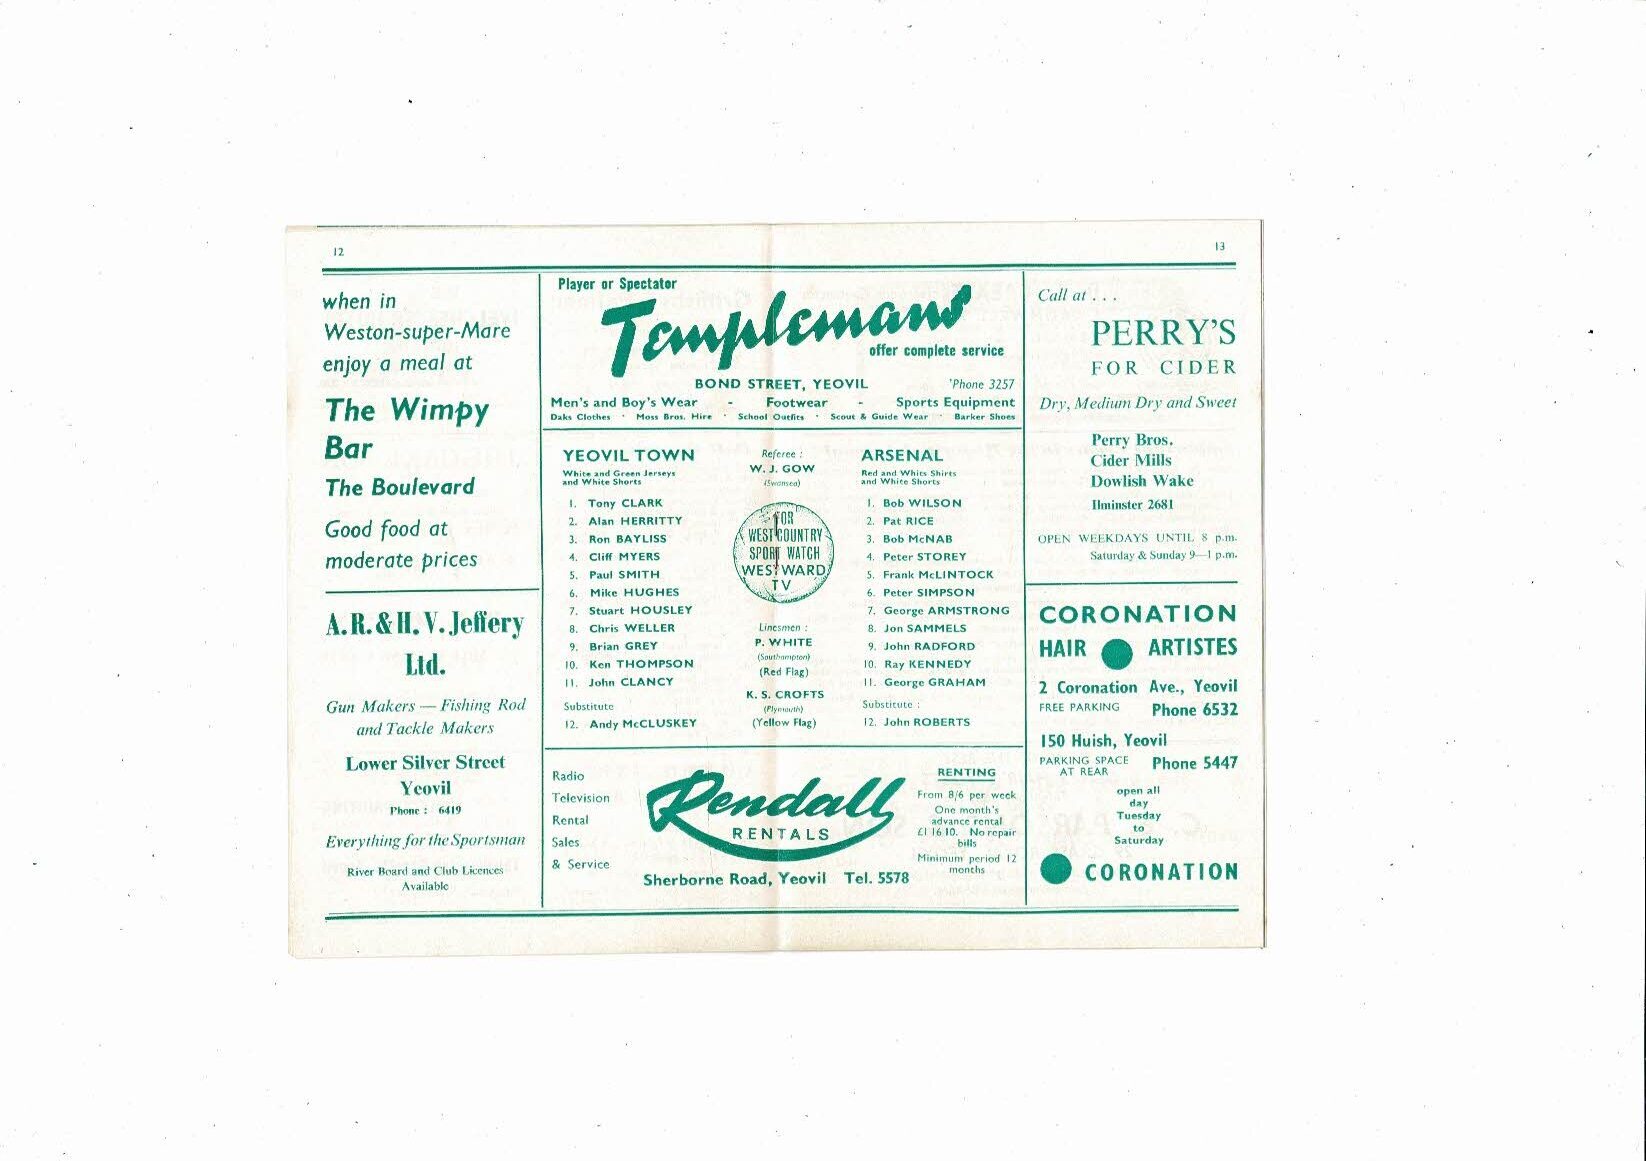 12
13
when in
Weston-super-Mare
enjoy a meal at
The Wimpy
Bar
The Boulevard
Good food at
moderate prices
A.R. & H. V. Jeffery
Ltd.
Gun Makers — Fishing Rod
and Tackle Makers
Lower Silver Street
Yeovil
Phone : 6419
Everything for the Sportsman
River Board and Club Licences
Available
Player or Spectator
Templemans
offer complete service
BOND STREET, YEOVIL 'Phone 3257
Men's and Boy's Wear - Footwear - Sports Equipment
Daks Clothes · Moss Bros. Hire · School Outfits · Scout & Guide Wear · Barker Shoes
YEOVIL TOWN
White and Green Jerseys
and White Shorts
1. Tony CLARK
2. Alan HERRITTY
3. Ron BAYLISS
4. Cliff MYERS
5. Paul SMITH
6. Mike HUGHES
7. Stuart HOUSLEY
8. Chris WELLER
9. Brian GREY
10. Ken THOMPSON
11. John CLANCY
Substitute
12. Andy McCLUSKEY
Referee :
W. J. GOW
(Swansea)
FOR
WESTCOUNTRY
SPORT WATCH
WESTWARD
TV
Linesmen :
P. WHITE
(Southampton)
(Red Flag)
K. S. CROFTS
(Plymouth)
(Yellow Flag)
ARSENAL
Red and White Shirts
and White Shorts
1. Bob WILSON
2. Pat RICE
3. Bob McNAB
4. Peter STOREY
5. Frank McLINTOCK
6. Peter SIMPSON
7. George ARMSTRONG
8. Jon SAMMELS
9. John RADFORD
10. Ray KENNEDY
11. George GRAHAM
Substitute :
12. John ROBERTS
Radio
Television
Rental
Sales
& Service
Rendall
RENTALS
Sherborne Road, Yeovil Tel. 5578
RENTING
From 8/6 per week
One month's
advance rental
£1 16 10. No repair
bills
Minimum period 12
months
Call at . . .
PERRY'S
FOR CIDER
Dry, Medium Dry and Sweet
Perry Bros.
Cider Mills
Dowlish Wake
Ilminster 2681
OPEN WEEKDAYS UNTIL 8 p.m.
Saturday & Sunday 9—1 p.m.
CORONATION
HAIR ARTISTES
2 Coronation Ave., Yeovil
FREE PARKING Phone 6532
150 Huish, Yeovil
PARKING SPACE
AT REAR
Phone 5447
open all
day
Tuesday
to
Saturday
CORONATION